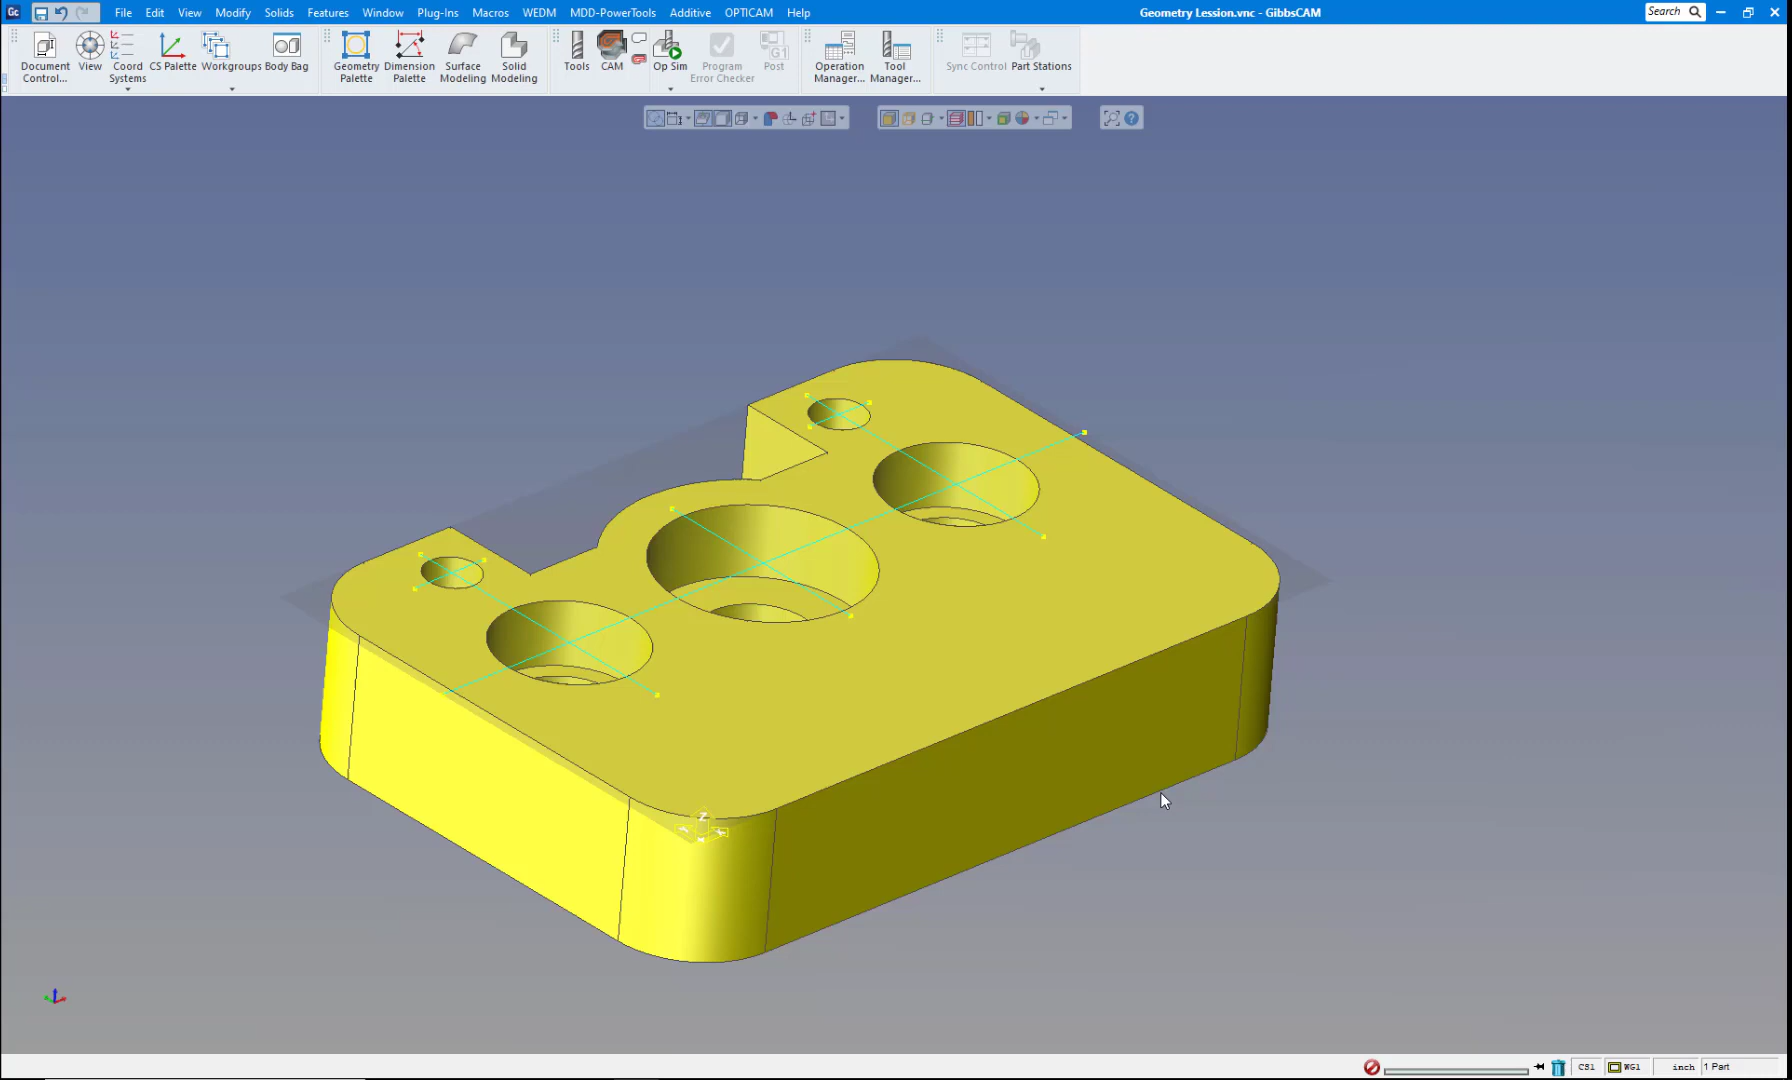 Gc File Edit View Modify Solids Features Window Plug-Ins Macros WEDM MDD-PowerTools Additive OPTICAM Help Geometry Lession.vnc - GibbsCAM Search
Document Control...
View
Coord Systems
CS Palette
Workgroups
Body Bag
Geometry Palette
Dimension Palette
Surface Modeling
Solid Modeling
Tools
CAM
Op Sim
Program Error Checker
G1
Post
Operation Manager...
Tool Manager...
Sync Control
Part Stations
Z
CS1 WG1 inch 1 Part